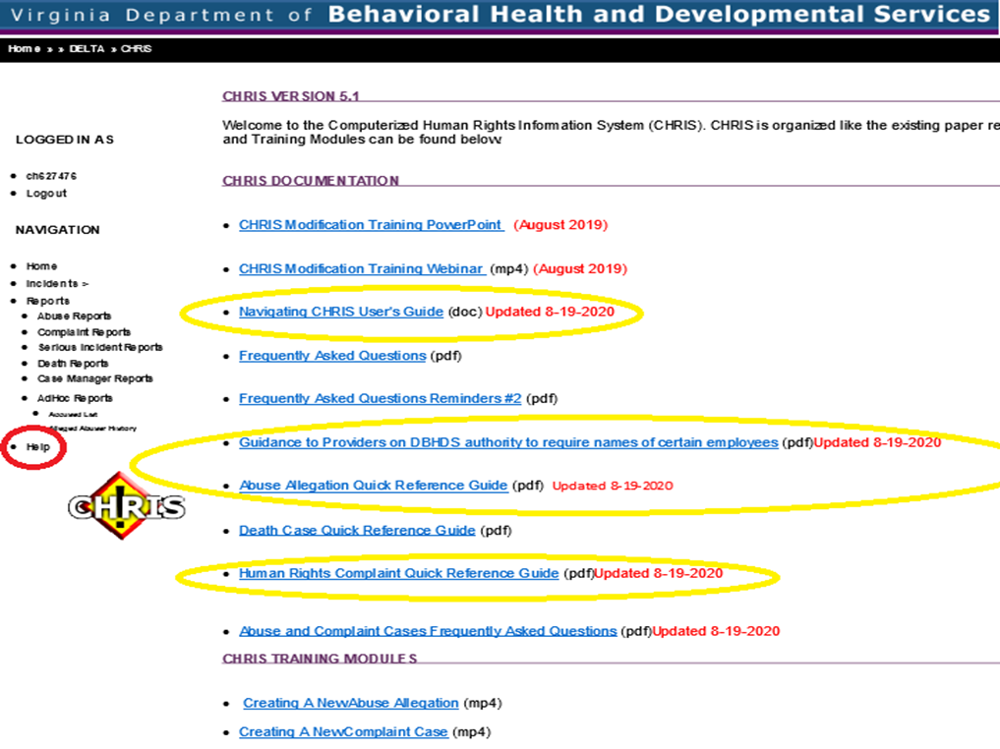 Virginia Department of Behavioral Health and Developmental Services
Home » » DELTA » CHRIS
LOGGED IN AS
ch627476
Logout
NAVIGATION
Home
Incidents >
Reports
Abuse Reports
Complaint Reports
Serious Incident Reports
Death Reports
Case Manager Reports
AdHoc Reports
Accused List
Alleged Abuser History
Help
CHRIS
CHRIS VERSION 5.1
Welcome to the Computerized Human Rights Information System (CHRIS). CHRIS is organized like the existing paper re
and Training Modules can be found below.
CHRIS DOCUMENTATION
CHRIS Modification Training PowerPoint (August 2019)
CHRIS Modification Training Webinar (mp4) (August 2019)
Navigating CHRIS User's Guide (doc) Updated 8-19-2020
Frequently Asked Questions (pdf)
Frequently Asked Questions Reminders #2 (pdf)
Guidance to Providers on DBHDS authority to require names of certain employees (pdf)Updated 8-19-2020
Abuse Allegation Quick Reference Guide (pdf) Updated 8-19-2020
Death Case Quick Reference Guide (pdf)
Human Rights Complaint Quick Reference Guide (pdf)Updated 8-19-2020
Abuse and Complaint Cases Frequently Asked Questions (pdf)Updated 8-19-2020
CHRIS TRAINING MODULES
Creating A New Abuse Allegation (mp4)
Creating A New Complaint Case (mp4)